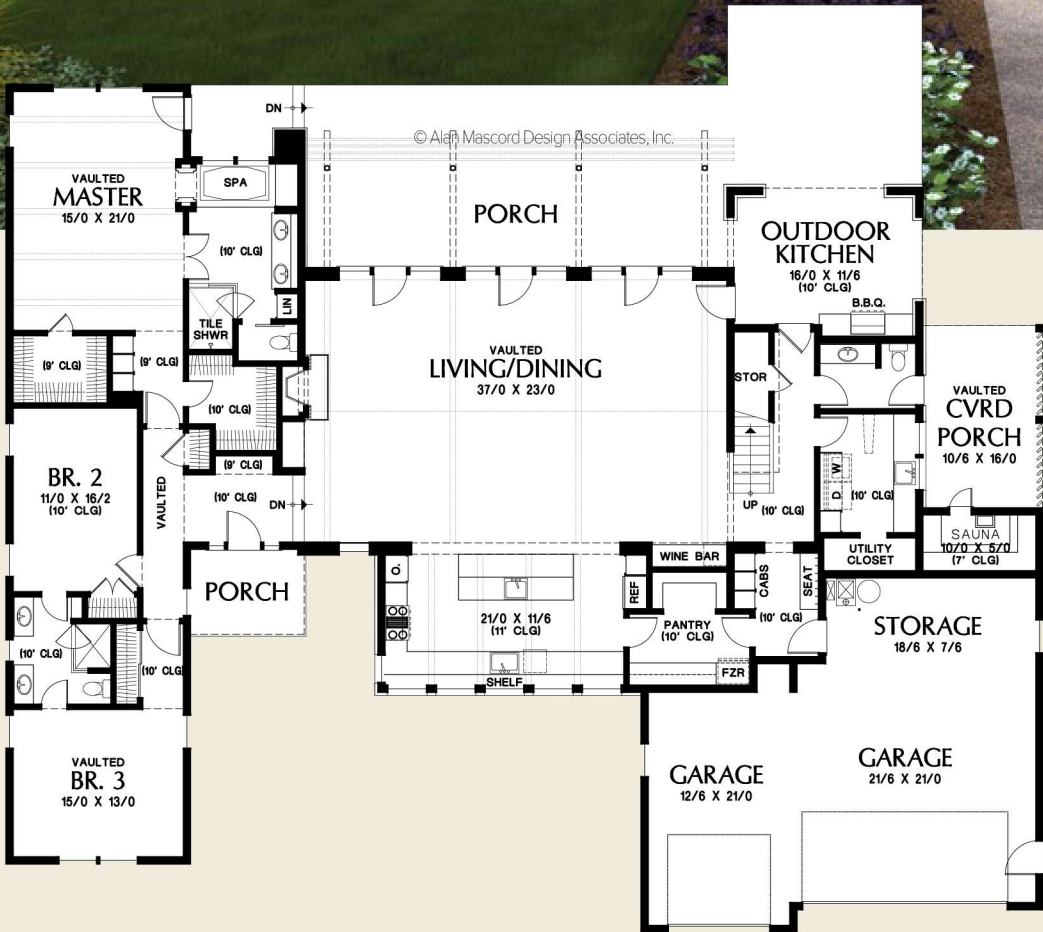 DN
© Alan Mascord Design Associates, Inc.
VAULTED
MASTER
15/0 X 21/0
SPA
(10' CLG)
LIN
TILE
SHWR
PORCH
OUTDOOR
KITCHEN
16/0 X 11/6
(10' CLG)
B.B.Q.
(9' CLG)
(9' CLG)
(10' CLG)
VAULTED
LIVING/DINING
37/0 X 23/0
STOR
UP
(10' CLG)
VAULTED
CVRD
PORCH
10/6 X 16/0
W
D
(10' CLG)
BR. 2
11/0 X 16/2
(10' CLG)
VAULTED
(9' CLG)
(10' CLG)
DN
SAUNA
10/0 X 5/0
(7' CLG)
UTILITY
CLOSET
PORCH
O.
21/0 X 11/6
(11' CLG)
SHELF
REF
WINE BAR
PANTRY
(10' CLG)
FZR
CABS
SEAT
(10' CLG)
STORAGE
18/6 X 7/6
(10' CLG)
(10' CLG)
VAULTED
BR. 3
15/0 X 13/0
GARAGE
12/6 X 21/0
GARAGE
21/6 X 21/0